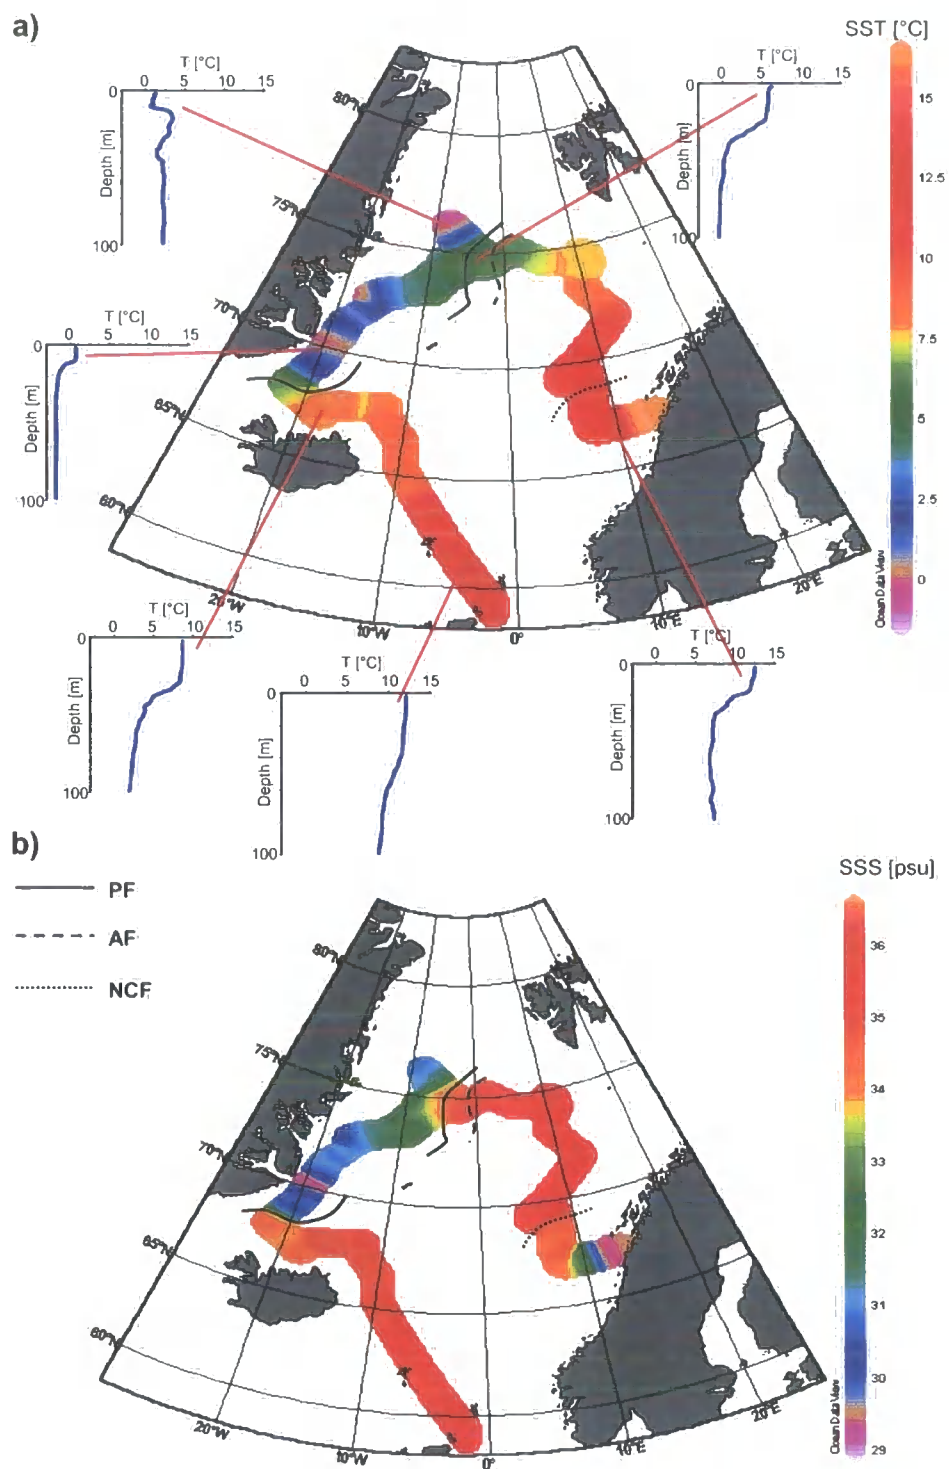 a)
SST [°C]
T [°C]
0 5 10 15
0
Depth [m]
100
T [°C]
0 5 10 15
0
Depth [m]
100
80°N
75°N
70°N
65°N
60°N
20°W
10°W
0°
10°E
20°E
15
12.5
10
7.5
5
2.5
0
Ocean Data View
T [°C]
0 5 10 15
0
Depth [m]
100
T [°C]
0 5 10 15
0
Depth [m]
100
T [°C]
0 5 10 15
0
Depth [m]
100
T [°C]
0 5 10 15
0
Depth [m]
100
b)
SSS [psu]
PF
AF
NCF
80°N
75°N
70°N
65°N
60°N
20°W
10°W
0°
10°E
20°E
36
35
34
33
32
31
30
29
Ocean Data View